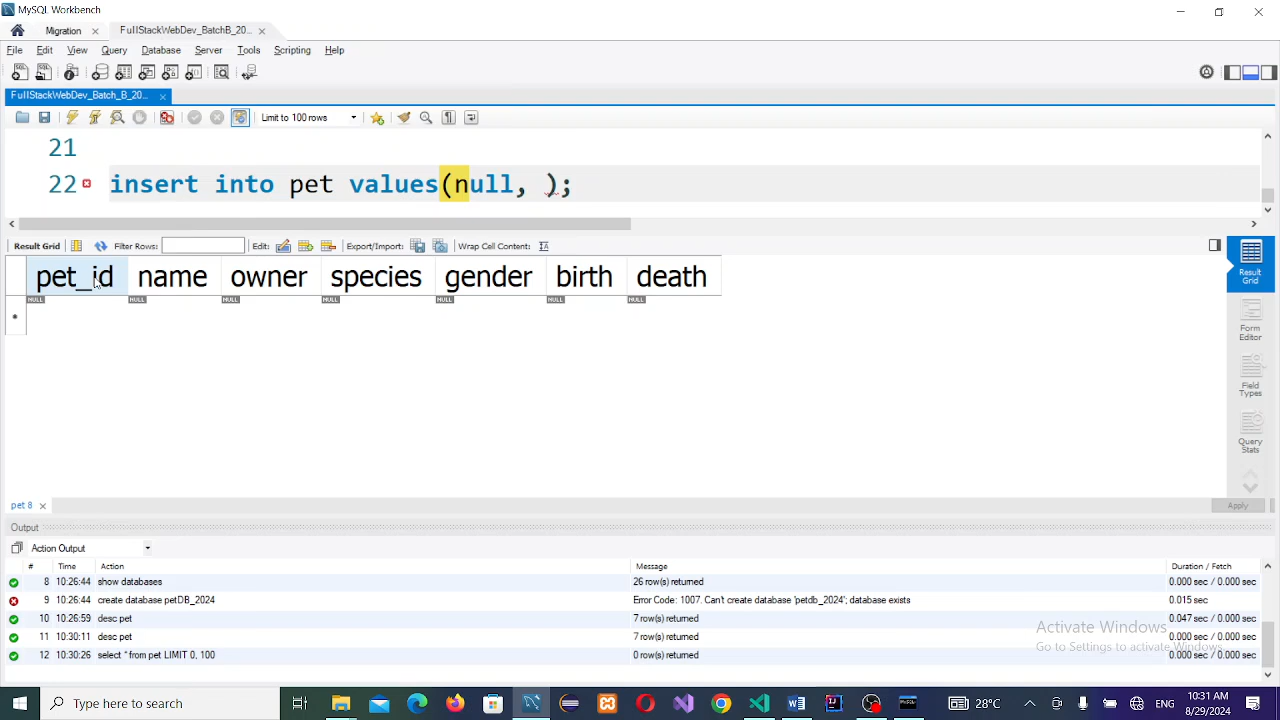 MySQL Workbench
Migration × FullStackWebDev_BatchB_20... ×
File Edit View Query Database Server Tools Scripting Help
FullStackWebDev_Batch_B_20... ×
Limit to 100 rows
21
22 insert into pet values(null, );
Result Grid Filter Rows: Edit: Export/Import: Wrap Cell Content:
Result
Grid
pet_id name owner species gender birth death
NULL NULL NULL NULL NULL NULL NULL
*
Form
Editor
Field
Types
Query
Stats
pet 8 × Apply
Output
Action Output
# Time Action Message Duration / Fetch
8 10:26:44 show databases 26 row(s) returned 0.000 sec / 0.000 sec
9 10:26:44 create database petDB_2024 Error Code: 1007. Can't create database 'petdb_2024'; database exists 0.015 sec
10 10:26:59 desc pet 7 row(s) returned 0.047 sec / 0.000 sec
11 10:30:11 desc pet 7 row(s) returned 0.000 sec / 0.000 sec
12 10:30:26 select * from pet LIMIT 0, 100 0 row(s) returned 0.000 sec / 0.000 sec
Activate Windows
Go to Settings to activate Windows.
Type here to search 28°C ENG 10:31 AM
8/29/2024